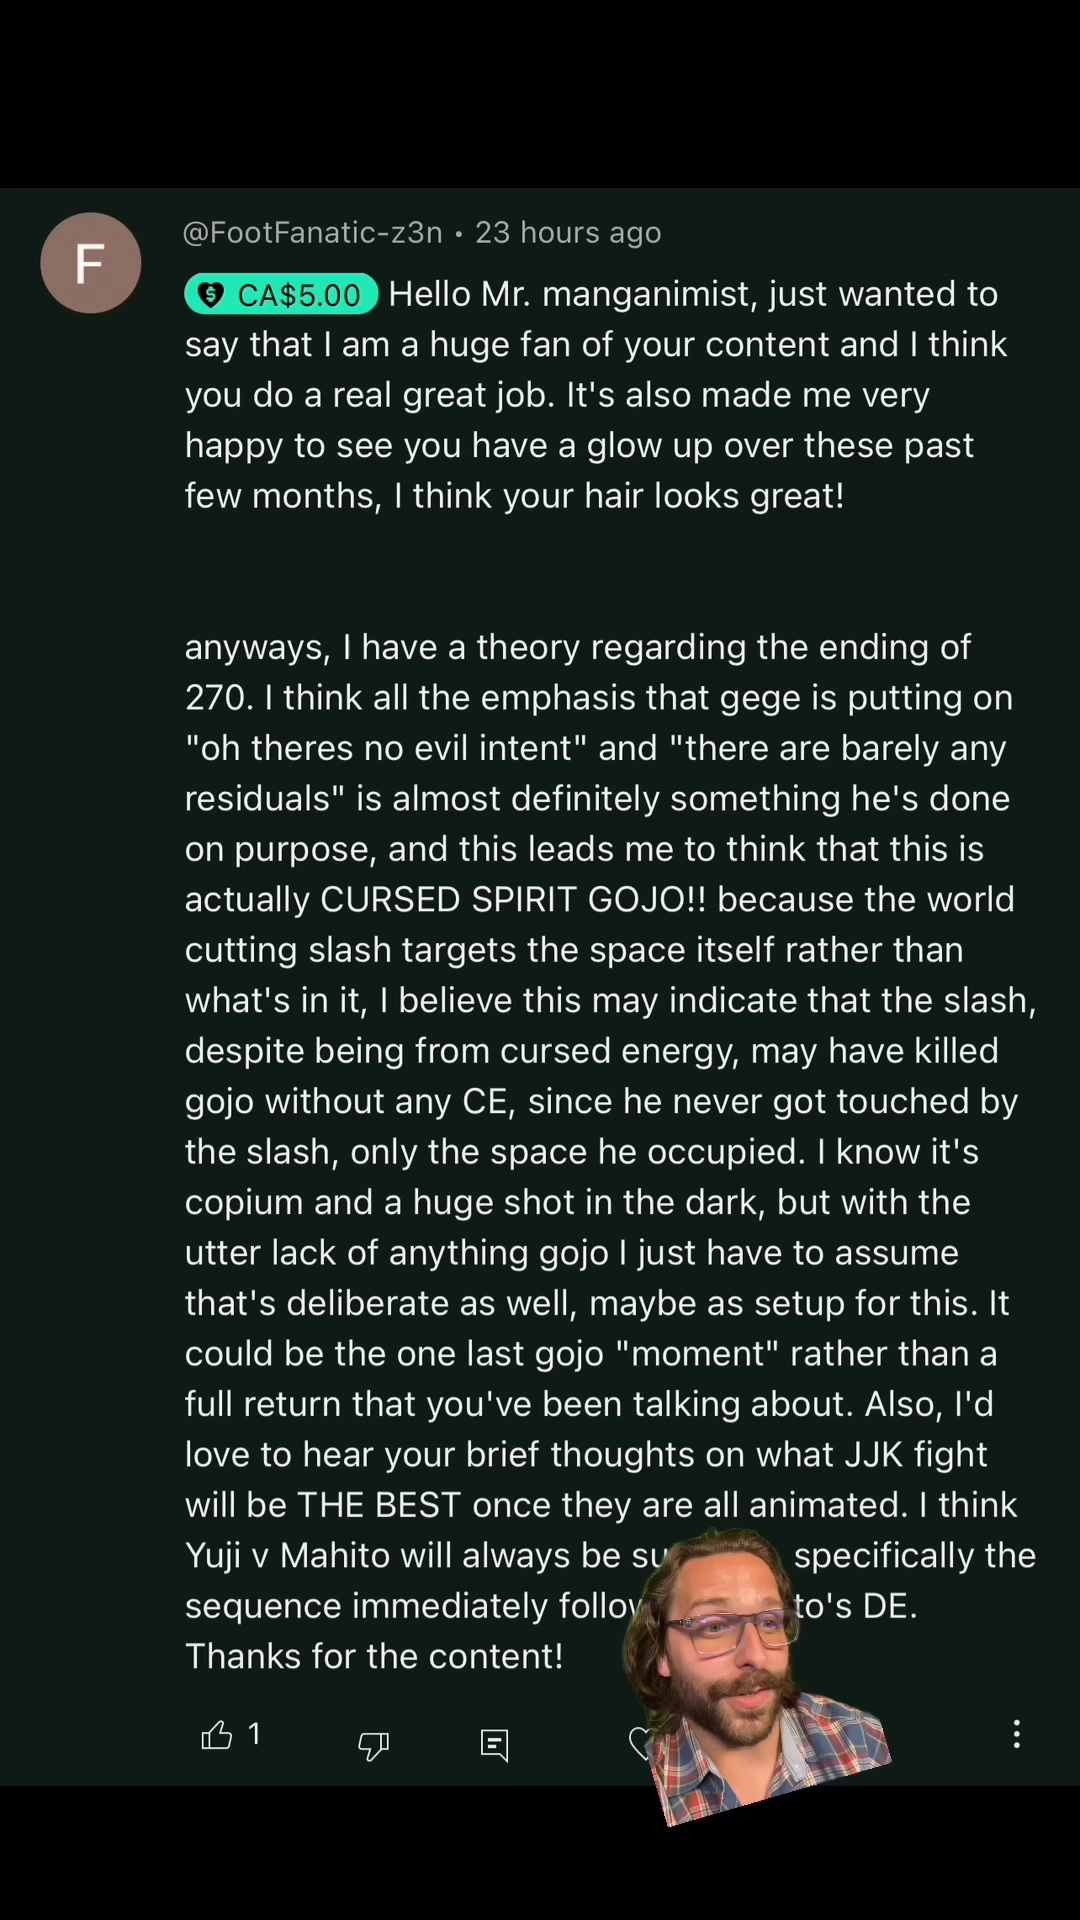 F
@FootFanatic-z3n • 23 hours ago
CA$5.00 Hello Mr. manganimist, just wanted to
say that I am a huge fan of your content and I think
you do a real great job. It's also made me very
happy to see you have a glow up over these past
few months, I think your hair looks great!
anyways, I have a theory regarding the ending of
270. I think all the emphasis that gege is putting on
"oh theres no evil intent" and "there are barely any
residuals" is almost definitely something he's done
on purpose, and this leads me to think that this is
actually CURSED SPIRIT GOJO!! because the world
cutting slash targets the space itself rather than
what's in it, I believe this may indicate that the slash,
despite being from cursed energy, may have killed
gojo without any CE, since he never got touched by
the slash, only the space he occupied. I know it's
copium and a huge shot in the dark, but with the
utter lack of anything gojo I just have to assume
that's deliberate as well, maybe as setup for this. It
could be the one last gojo "moment" rather than a
full return that you've been talking about. Also, I'd
love to hear your brief thoughts on what JJK fight
will be THE BEST once they are all animated. I think
Yuji v Mahito will always be specifically the
sequence immediately DE.
Thanks for the content!
1